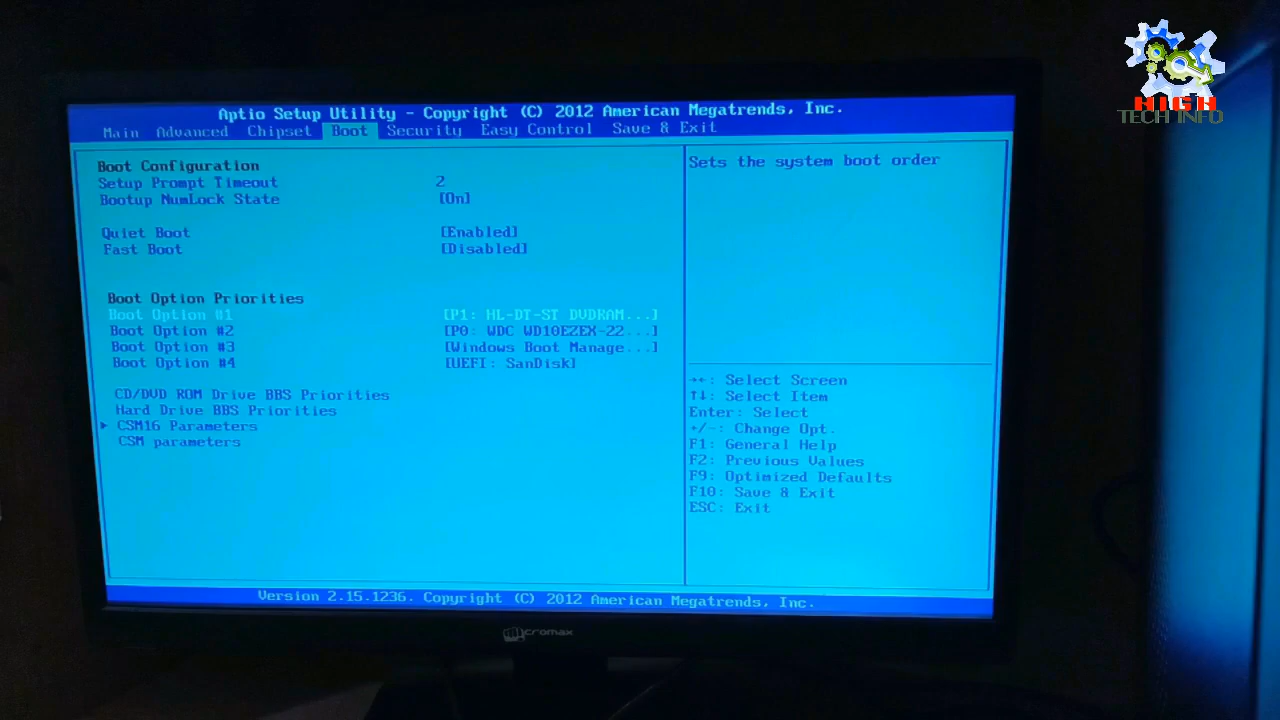 HIGH
TECH INFO
Aptio Setup Utility - Copyright (C) 2012 American Megatrends, Inc.
Main Advanced Chipset Boot Security Easy Control Save & Exit
Boot Configuration
Setup Prompt Timeout 2
Bootup NumLock State [On]
Quiet Boot [Enabled]
Fast Boot [Disabled]
Boot Option Priorities
Boot Option #1 [P1: HL-DT-ST DVDRAM...]
Boot Option #2 [P0: WDC WD10EZEX-22...]
Boot Option #3 [Windows Boot Manage...]
Boot Option #4 [UEFI: SanDisk]
CD/DVD ROM Drive BBS Priorities
Hard Drive BBS Priorities
CSM16 Parameters
CSM parameters
Sets the system boot order
→←: Select Screen
↑↓: Select Item
Enter: Select
+/-: Change Opt.
F1: General Help
F2: Previous Values
F9: Optimized Defaults
F10: Save & Exit
ESC: Exit
Version 2.15.1236. Copyright (C) 2012 American Megatrends, Inc.
micromax